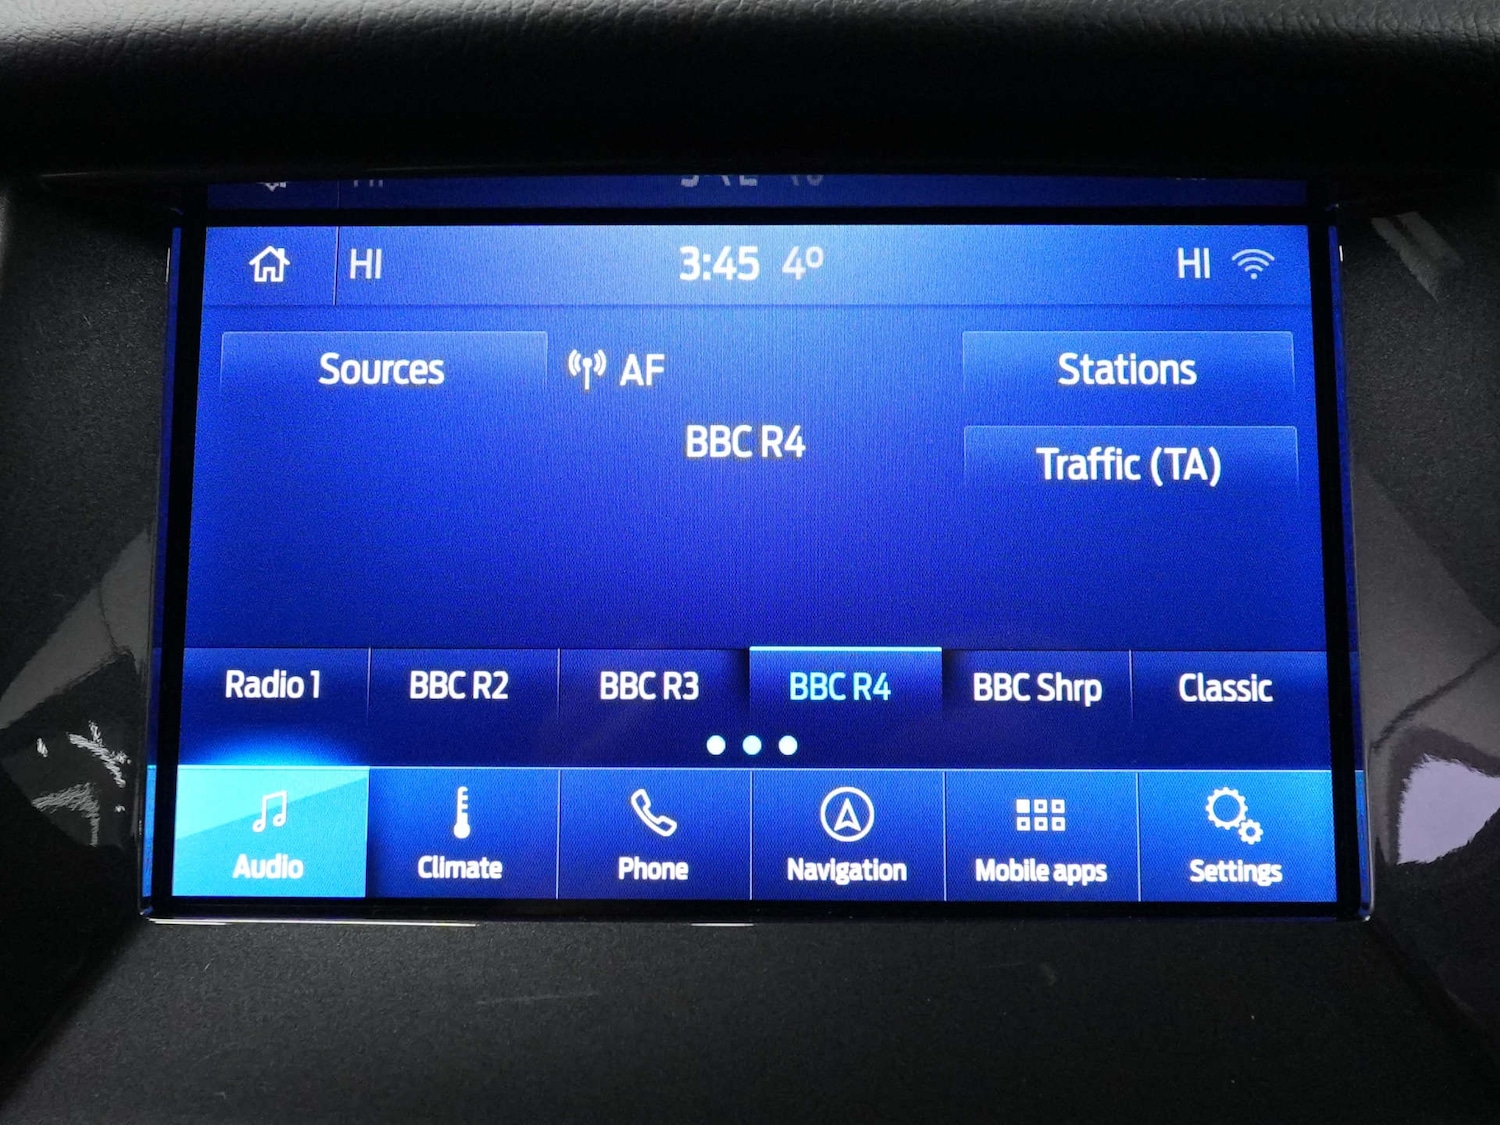 HI 3:45 4° HI
Sources AF Stations
BBC R4
Traffic (TA)
Radio 1 BBC R2 BBC R3 BBC R4 BBC Shrp Classic
Audio Climate Phone Navigation Mobile apps Settings